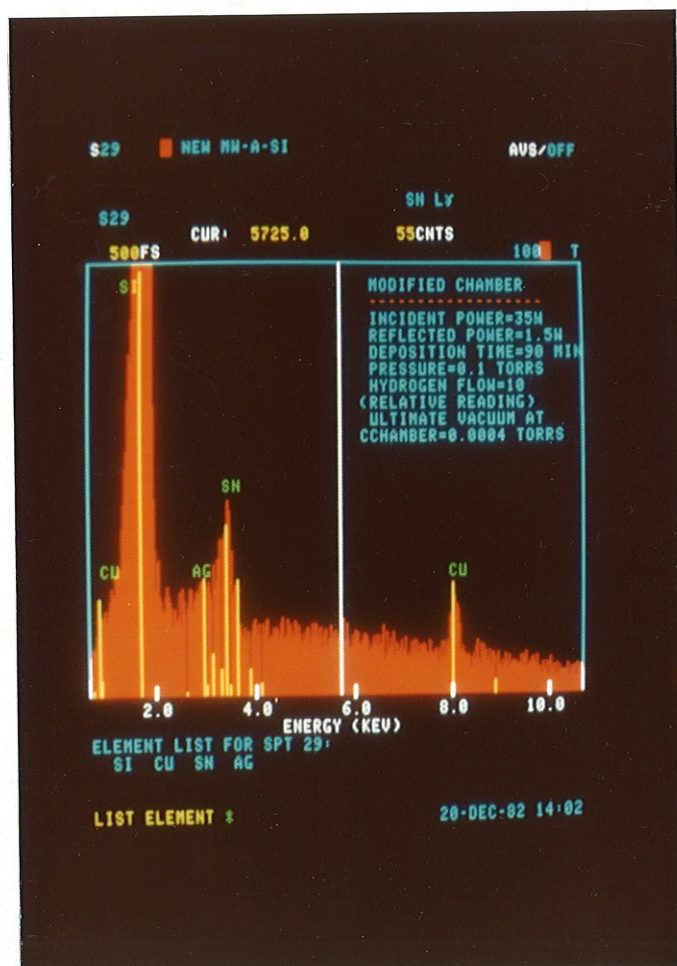 S29 NEW MW-A-SI AVS/OFF
SN Lγ
S29
CUR: 5725.0 55CNTS
500FS 100 T
SI
MODIFIED CHAMBER
-----------------
INCIDENT POWER=35W
REFLECTED POWER=1.5W
DEPOSITION TIME=90 MIN
PRESSURE=0.1 TORRS
HYDROGEN FLOW=10
(RELATIVE READING)
ULTIMATE VACUUM AT
CCHAMBER=0.0004 TORRS
SN
CU AG CU
2.0 4.0 6.0 8.0 10.0
ENERGY (KEV)
ELEMENT LIST FOR SPT 29:
SI CU SN AG
LIST ELEMENT *
20-DEC-82 14:02